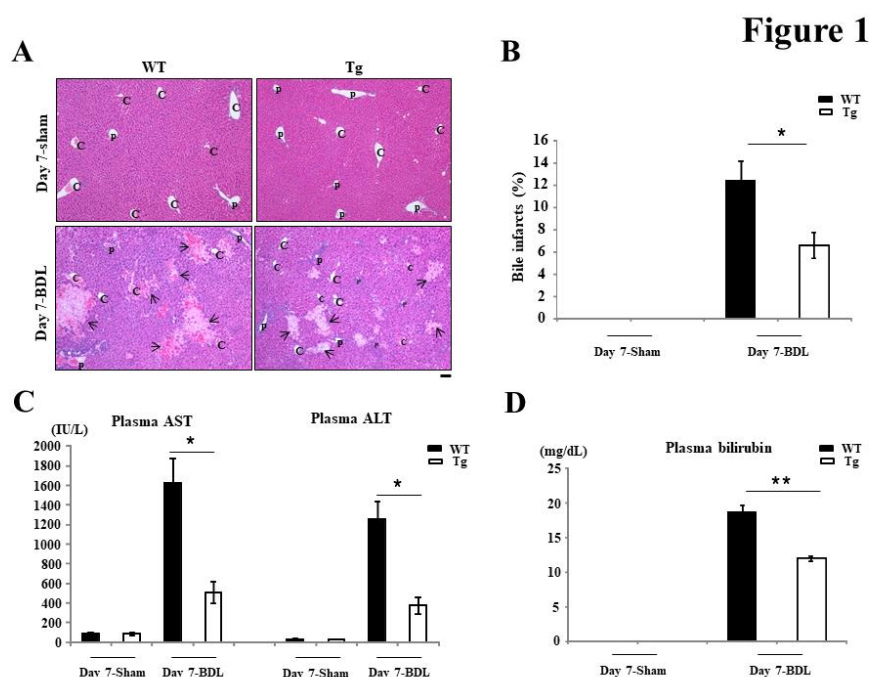 Figure 1
A
WT
Tg
Day 7-sham
Day 7-BDL
C
C
C
C
P
C
C
C
C
C
P
P
P
C
C
P
C
C
P
P
P
P
C
C
C
C
C
C
P
P
C
C
C
C
C
C
P
P
C
B
WT
Tg
*
Bile infarcts (%)
16
14
12
10
8
6
4
2
0
Day 7-Sham
Day 7-BDL
C
(IU/L)
Plasma AST
Plasma ALT
WT
Tg
*
*
2000
1800
1600
1400
1200
1000
800
600
400
200
0
Day 7-Sham
Day 7-BDL
Day 7-Sham
Day 7-BDL
D
(mg/dL)
Plasma bilirubin
WT
Tg
**
25
20
15
10
5
0
Day 7-Sham
Day 7-BDL